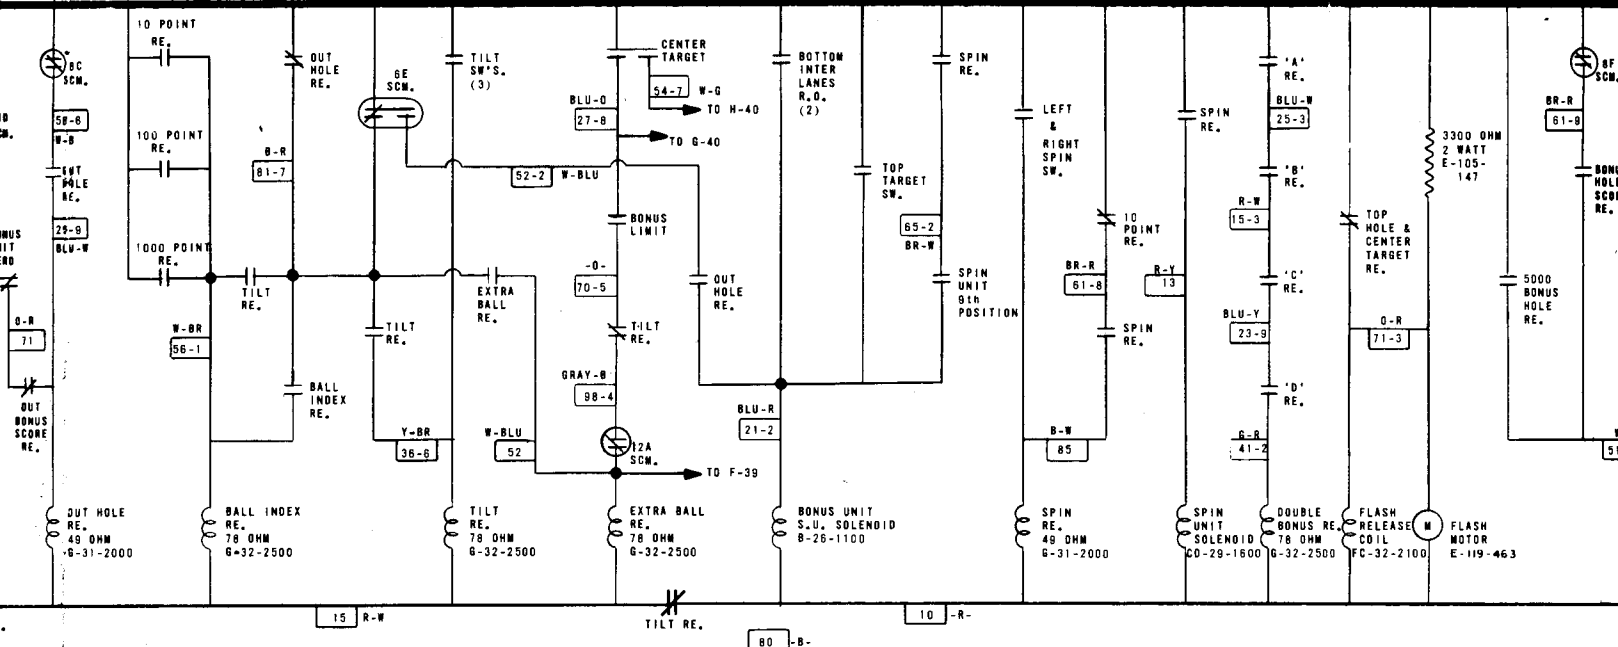 10 POINT
RE.
8C
SCM.
5W-6
W-B
OUT
HOLE
RE.
25-9
BLU-W
O-R
71
OUT
BONUS
SCORE
RE.
OUT HOLE
RE.
49 OHM
G-31-2000
100 POINT
RE.
1000 POINT
RE.
W-BR
56-1
BALL INDEX
RE.
78 OHM
G-32-2500
OUT
HOLE
RE.
B-R
81-7
TILT
RE.
BALL
INDEX
RE.
6E
SCM.
TILT
RE.
Y-BR
36-6
TILT
SW'S.
(3)
TILT
RE.
78 OHM
G-32-2500
52-2
W-BLU
EXTRA
BALL
RE.
W-BLU
52
CENTER
TARGET
54-7
W-G
TO H-40
BLU-O
27-8
TO G-40
BONUS
LIMIT
-O-
70-5
TILT
RE.
GRAY-B
98-4
12A
SCM.
TO F-39
EXTRA BALL
RE.
78 OHM
G-32-2500
OUT
HOLE
RE.
BOTTOM
INTER
LANES
R.O.
(2)
BLU-R
21-2
BONUS UNIT
S.U. SOLENOID
B-26-1100
TOP
TARGET
SW.
SPIN
RE.
65-2
BR-W
SPIN
UNIT
9th
POSITION
LEFT
&
RIGHT
SPIN
SW.
10
POINT
RE.
BR-R
61-8
SPIN
RE.
B-W
85
SPIN
RE.
49 OHM
G-31-2000
SPIN
RE.
R-Y
13
SPIN
UNIT
SOLENOID
CO-29-1600
'A'
RE.
BLU-W
25-3
'B'
RE.
R-W
15-3
'C'
RE.
BLU-Y
23-9
'D'
RE.
G-R
41-2
DOUBLE
BONUS RE.
78 OHM
G-32-2500
TOP
HOLE &
CENTER
TARGET
RE.
O-R
71-3
FLASH
RELEASE
COIL
FC-32-2100
3300 OHM
2 WATT
E-105-
147
M
FLASH
MOTOR
E-119-463
5000
BONUS
HOLE
RE.
8F
SCM.
BR-R
61-9
BONU
HOLE
SCO
RE.
15
R-W
TILT RE.
80
-B-
10
-R-